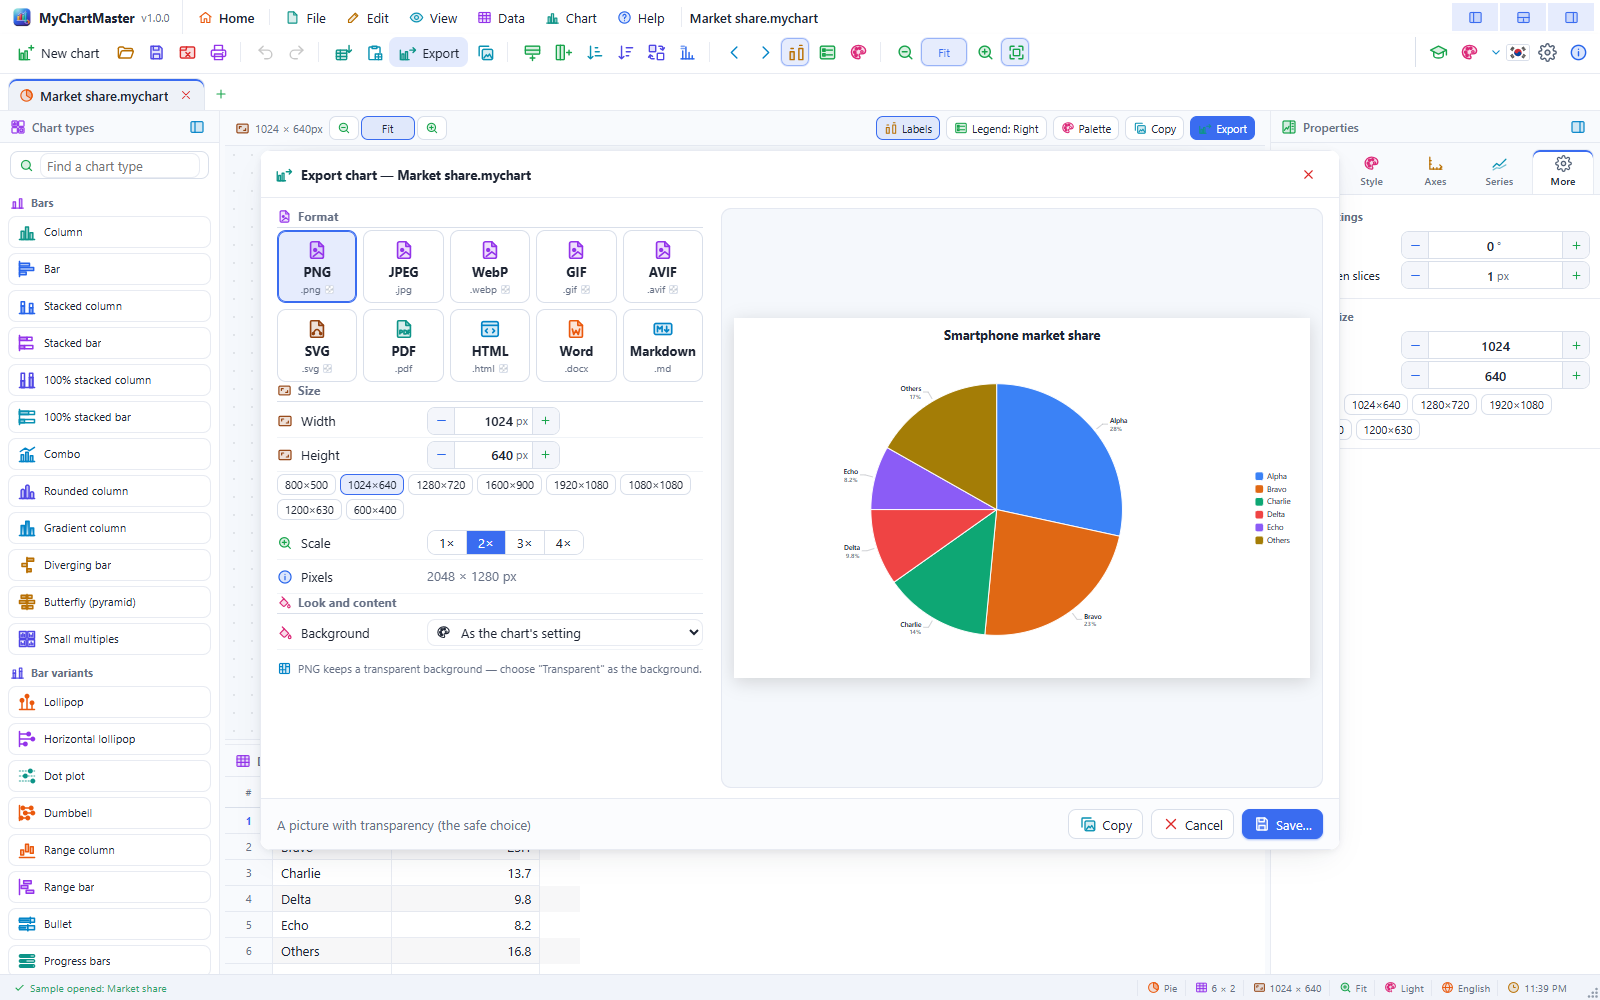 MyChartMaster v1.0.0
Home File Edit View Data Chart Help Market share.mychart
New chart Export Fit
Market share.mychart
Chart types
1024 × 640px Fit Labels Legend: Right Palette Copy Export
Properties
Find a chart type
Bars
Column
Bar
Stacked column
Stacked bar
100% stacked column
100% stacked bar
Combo
Rounded column
Gradient column
Diverging bar
Butterfly (pyramid)
Small multiples
Bar variants
Lollipop
Horizontal lollipop
Dot plot
Dumbbell
Range column
Range bar
Bullet
Progress bars
Export chart — Market share.mychart
Format
PNG JPEG WebP GIF AVIF
.png .jpg .webp .gif .avif
SVG PDF HTML Word Markdown
.svg .pdf .html .docx .md
Size
Width 1024 px
Height 640 px
800×500 1024×640 1280×720 1600×900 1920×1080 1080×1080
1200×630 600×400
Scale 1× 2× 3× 4×
Pixels 2048 × 1280 px
Look and content
Background As the chart's setting
PNG keeps a transparent background — choose "Transparent" as the background.
Smartphone market share
Others
17%
Alpha
28%
Echo
8.2%
Delta
9.8%
Charlie
14%
Bravo
23%
Alpha
Bravo
Charlie
Delta
Echo
Others
A picture with transparency (the safe choice)
Copy Cancel Save...
Style Axes Series More
0 °
slices
1 px
1024
640
1024×640 1280×720 1920×1080
1200×630
#
1
2
3 Charlie 13.7
4 Delta 9.8
5 Echo 8.2
6 Others 16.8
Sample opened: Market share
Pie 6 × 2 1024 × 640 Fit Light English 11:39 PM